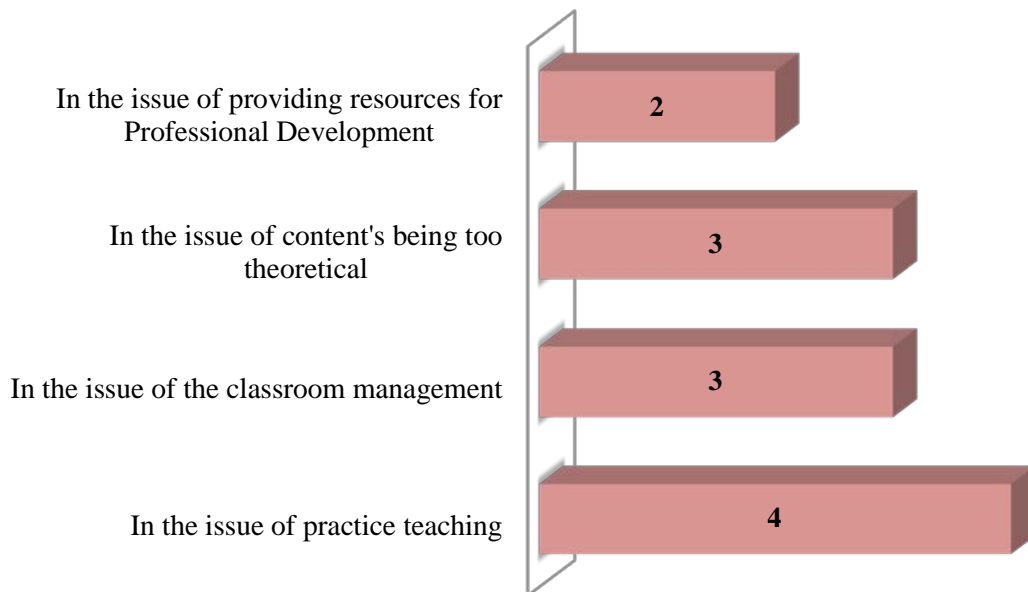 In the issue of providing resources for
Professional Development
2
In the issue of content's being too
theoretical
3
In the issue of the classroom management
3
In the issue of practice teaching
4